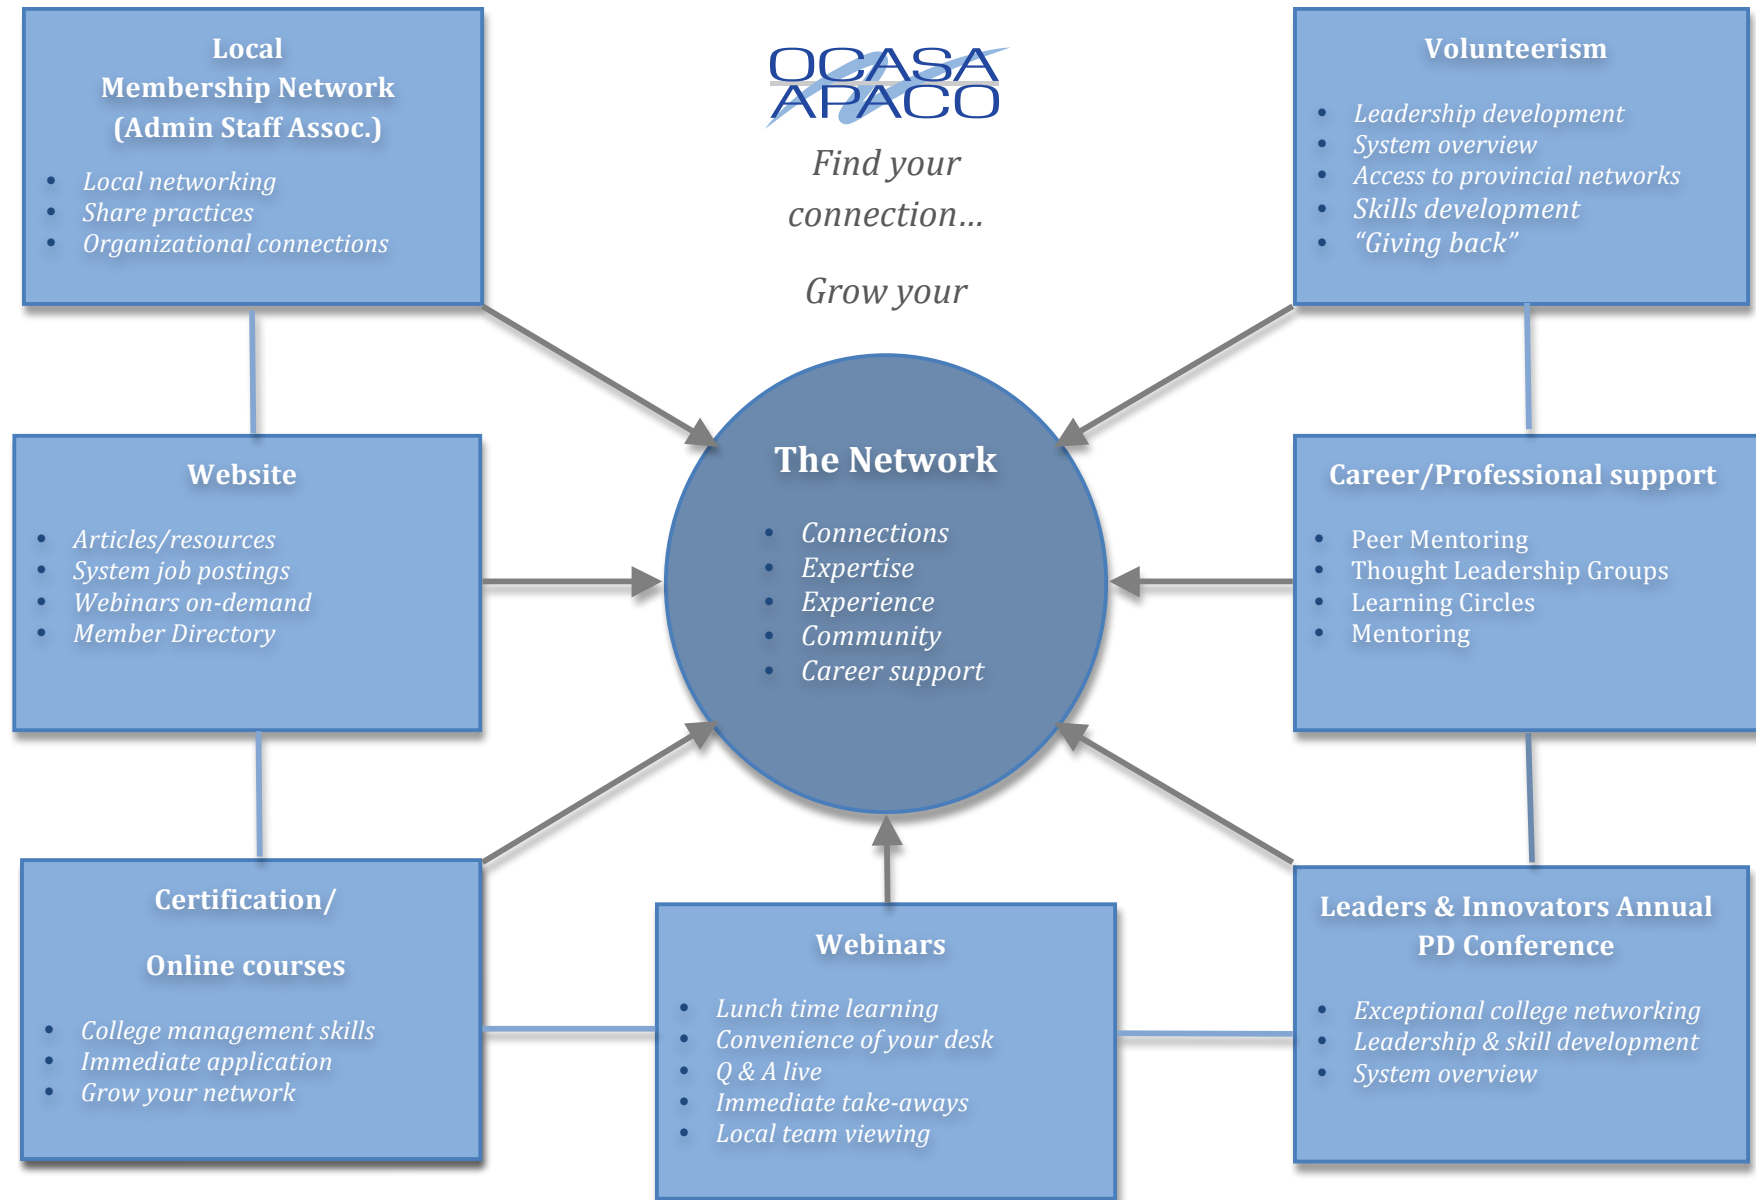 Local
Membership Network
(Admin Staff Assoc.)
• Local networking
• Share practices
• Organizational connections
OCASA
APACO
Find your
connection…
Grow your
Volunteerism
• Leadership development
• System overview
• Access to provincial networks
• Skills development
• “Giving back”
Website
• Articles/resources
• System job postings
• Webinars on-demand
• Member Directory
The Network
• Connections
• Expertise
• Experience
• Community
• Career support
Career/Professional support
• Peer Mentoring
• Thought Leadership Groups
• Learning Circles
• Mentoring
Certification/
Online courses
• College management skills
• Immediate application
• Grow your network
Webinars
• Lunch time learning
• Convenience of your desk
• Q & A live
• Immediate take-aways
• Local team viewing
Leaders & Innovators Annual
PD Conference
• Exceptional college networking
• Leadership & skill development
• System overview